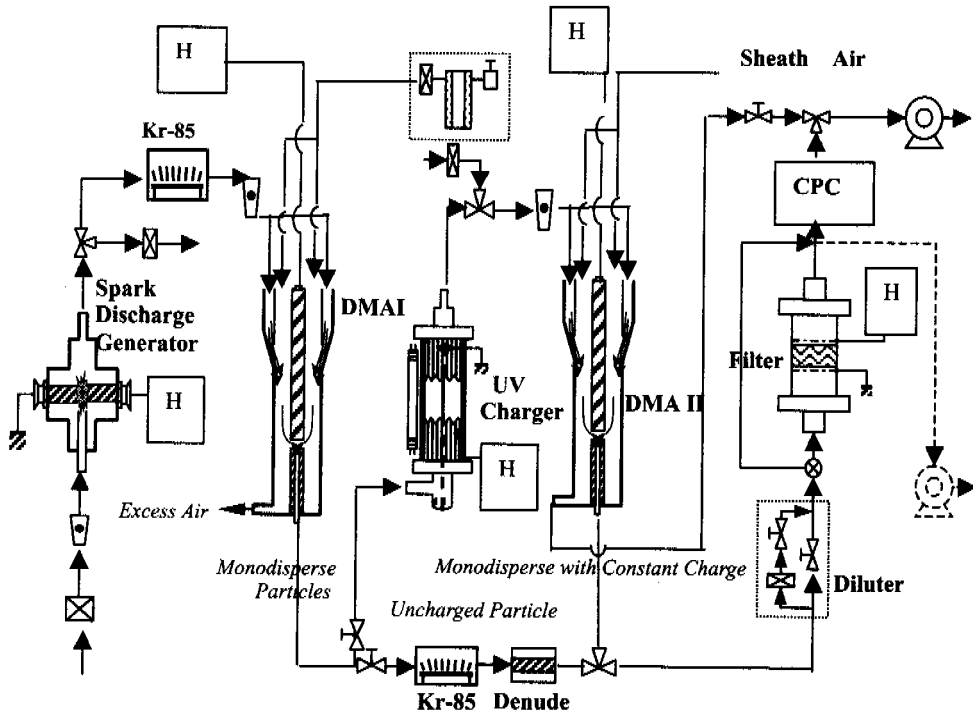 H
H
Sheath Air
Kr-85
CPC
Spark
Discharge
Generator
DMAI
H
Filter
UV
Charger
DMA II
H
H
Excess Air
Monodisperse
Particles
Monodisperse with Constant Charge
Uncharged Particle
Diluter
Kr-85 Denude